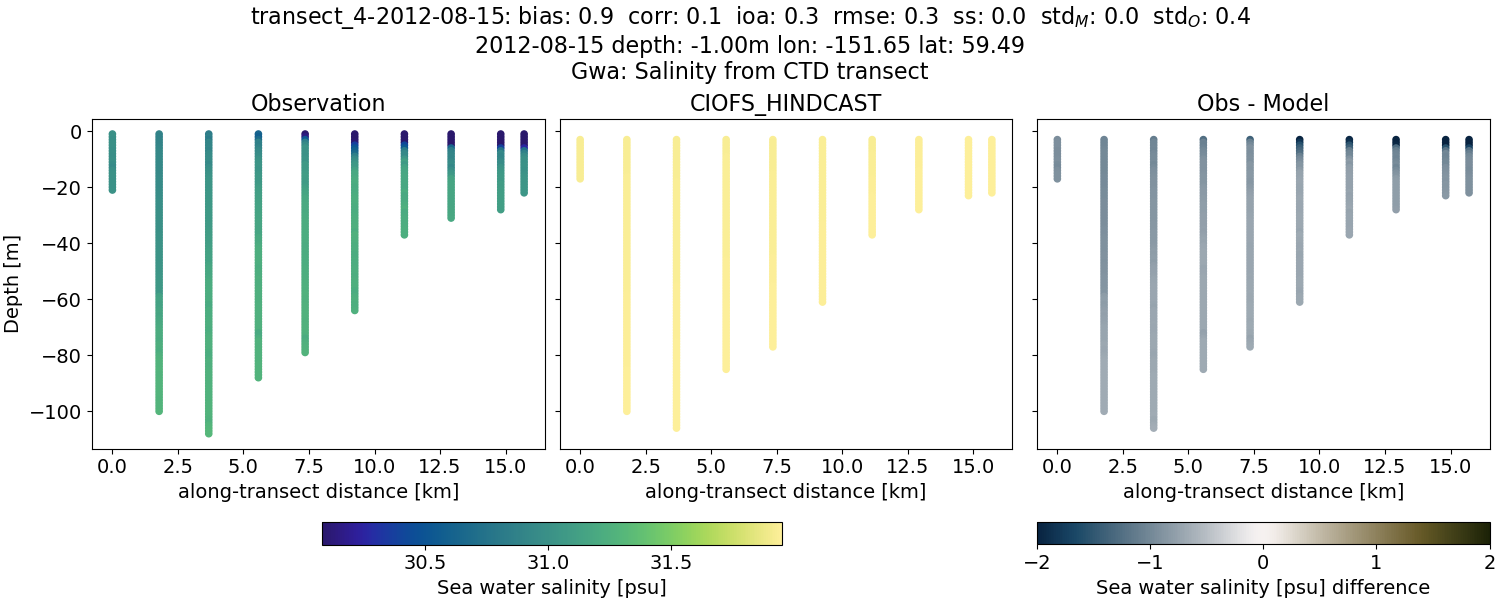 transect_4-2012-08-15: bias: 0.9  corr: 0.1  ioa: 0.3  rmse: 0.3  ss: 0.0  std_M: 0.0  std_O: 0.4
2012-08-15 depth: -1.00m lon: -151.65 lat: 59.49
Gwa: Salinity from CTD transect
Observation
CIOFS_HINDCAST
Obs - Model
Depth [m]
0
−20
−40
−60
−80
−100
0.0 2.5 5.0 7.5 10.0 12.5 15.0
0.0 2.5 5.0 7.5 10.0 12.5 15.0
0.0 2.5 5.0 7.5 10.0 12.5 15.0
along-transect distance [km]
along-transect distance [km]
along-transect distance [km]
30.5 31.0 31.5
Sea water salinity [psu]
−2 −1 0 1 2
Sea water salinity [psu] difference